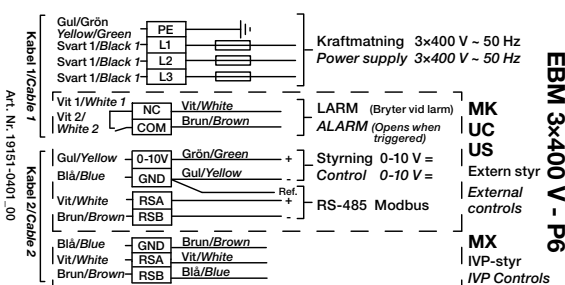 Gul/Grön
Yellow/Green PE
Svart 1/Black 1 L1
Svart 1/Black 1 L2
Svart 1/Black 1 L3
Kraftmatning 3×400 V ~ 50 Hz
Power supply 3×400 V ~ 50 Hz
Kabel 1/Cable 1
Vit 1/White 1 NC Vit/White
Vit 2/
White 2 COM Brun/Brown
LARM (Bryter vid larm)
ALARM (Opens when
triggered)
Gul/Yellow 0-10V Grön/Green +
Blå/Blue GND Gul/Yellow -
Styrning 0-10 V =
Control 0-10 V =
Ref.
Vit/White RSA +
Brun/Brown RSB -
RS-485 Modbus
MK
UC
US
Extern styr
External
controls
Kabel 2/Cable 2
Blå/Blue GND Brun/Brown
Vit/White RSA Vit/White
Brun/Brown RSB Blå/Blue
MX
IVP-styr
IVP Controls
Art. Nr. 19151-0401_00
EBM 3×400 V - P6